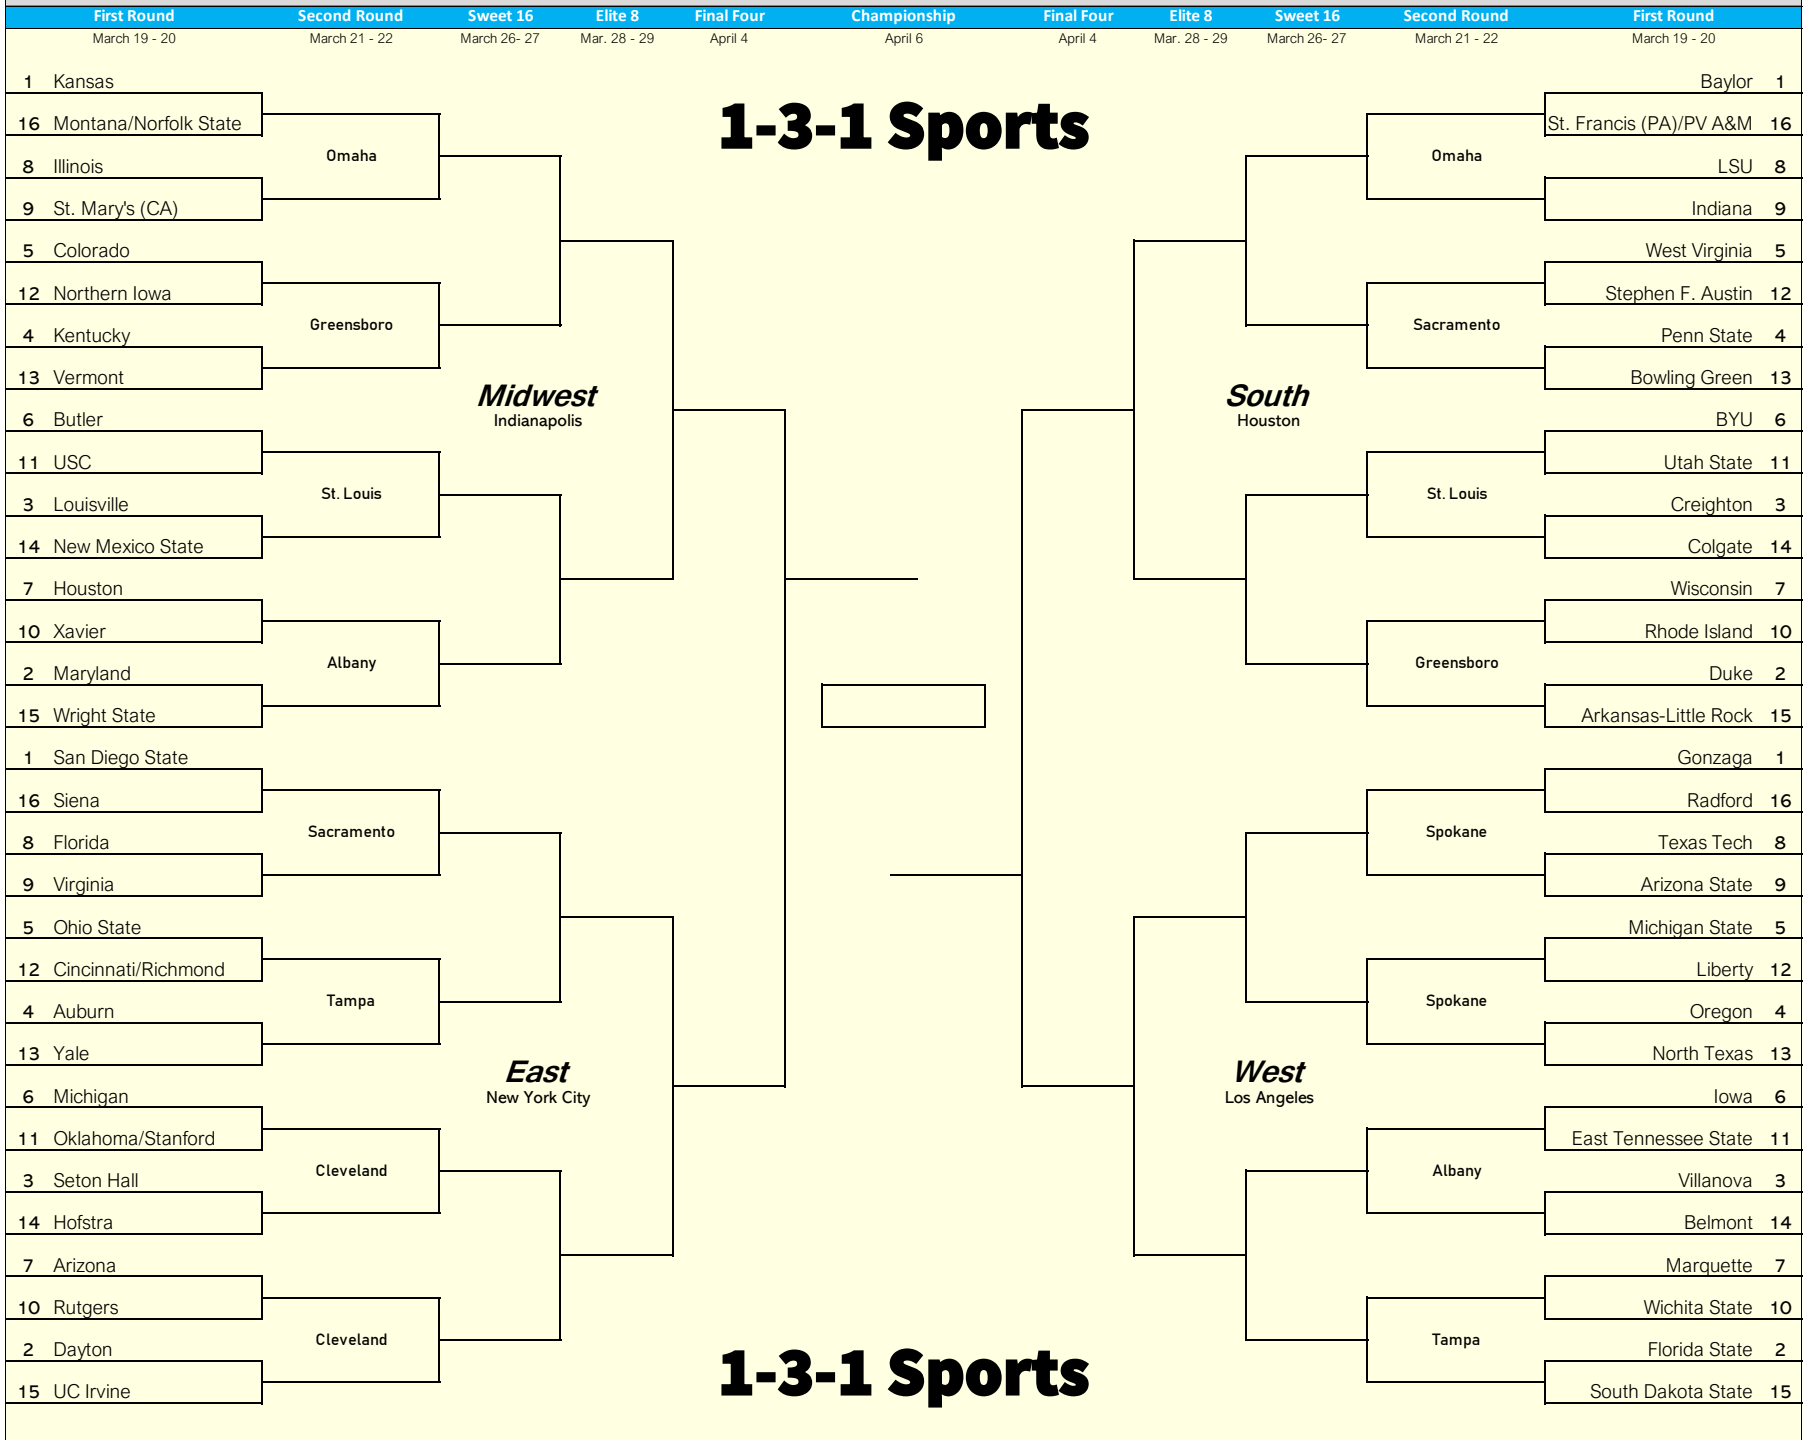 First Round Second Round Sweet 16 Elite 8 Final Four Championship Final Four Elite 8 Sweet 16 Second Round First Round
March 19 - 20 March 21 - 22 March 26- 27 Mar. 28 - 29 April 4 April 6 April 4 Mar. 28 - 29 March 26- 27 March 21 - 22 March 19 - 20
1-3-1 Sports
1 Kansas
16 Montana/Norfolk State
Omaha
8 Illinois
9 St. Mary's (CA)
5 Colorado
12 Northern Iowa
Greensboro
4 Kentucky
13 Vermont
Midwest
Indianapolis
6 Butler
11 USC
St. Louis
3 Louisville
14 New Mexico State
7 Houston
10 Xavier
Albany
2 Maryland
15 Wright State
1 San Diego State
16 Siena
Sacramento
8 Florida
9 Virginia
5 Ohio State
12 Cincinnati/Richmond
Tampa
4 Auburn
13 Yale
East
New York City
6 Michigan
11 Oklahoma/Stanford
Cleveland
3 Seton Hall
14 Hofstra
7 Arizona
10 Rutgers
Cleveland
2 Dayton
15 UC Irvine
Baylor 1
St. Francis (PA)/PV A&M 16
Omaha
LSU 8
Indiana 9
West Virginia 5
Stephen F. Austin 12
Sacramento
Penn State 4
Bowling Green 13
South
Houston
BYU 6
Utah State 11
St. Louis
Creighton 3
Colgate 14
Wisconsin 7
Rhode Island 10
Greensboro
Duke 2
Arkansas-Little Rock 15
Gonzaga 1
Radford 16
Spokane
Texas Tech 8
Arizona State 9
Michigan State 5
Liberty 12
Spokane
Oregon 4
North Texas 13
West
Los Angeles
Iowa 6
East Tennessee State 11
Albany
Villanova 3
Belmont 14
Marquette 7
Wichita State 10
Tampa
Florida State 2
South Dakota State 15
1-3-1 Sports